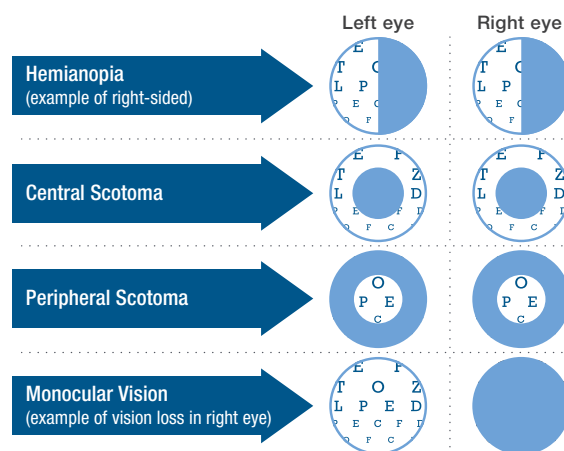 Left eye Right eye
Hemianopia
(example of right-sided)
E
T O
L P
P E C
O F
E
T O
L P
P E C
O F
Central Scotoma
E F
T Z
L D
P E C F D
O F C Z
E F
T Z
L D
P E C F D
O F C Z
Peripheral Scotoma
O
P E
C
O
P E
C
Monocular Vision
(example of vision loss in right eye)
E F
T O Z
L P E D
P E C F D
O F C Z